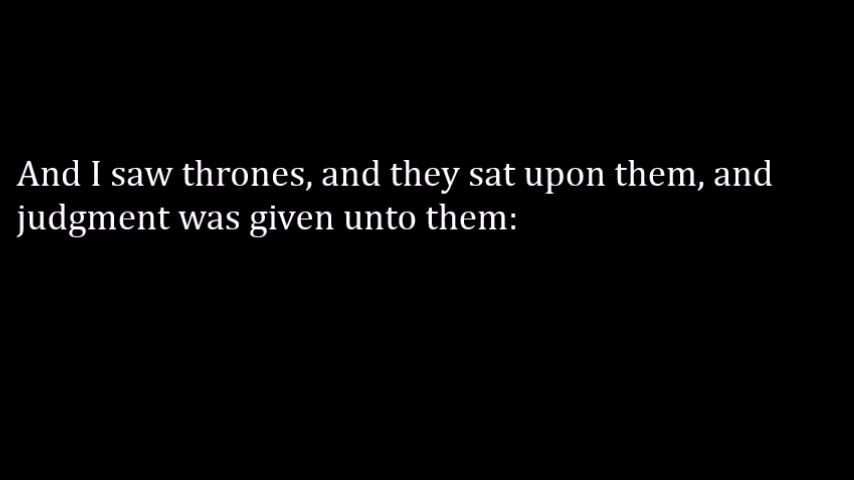 And I saw thrones, and they sat upon them, and
judgment was given unto them: